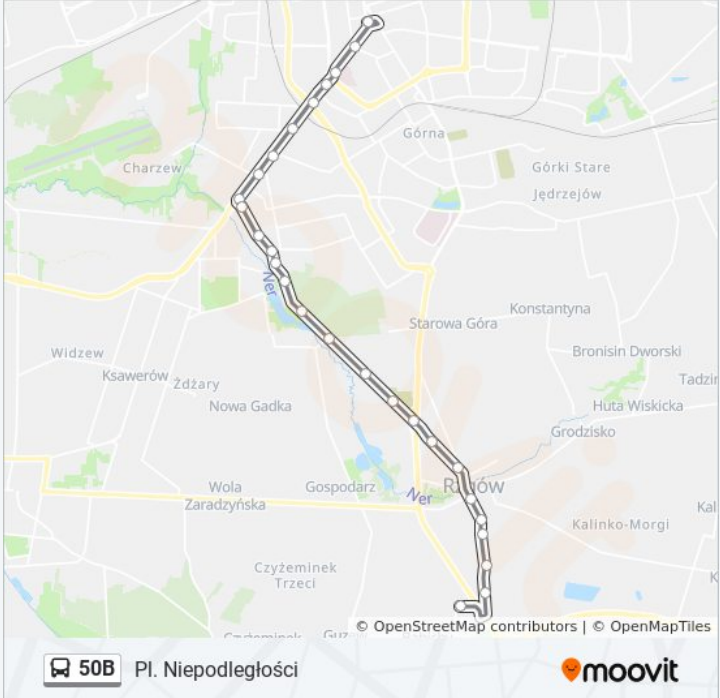 Górna
Charzew
Górki Stare
Jędrzejów
Ner
Konstantyna
Starowa Góra
Widzew
Bronisin Dworski
Ksawerów
Żdżary
Nowa Gadka
Huta Wiskicka
Grodzisko
Wola
Zaradzyńska
Gospodarz
Ner
Kalinko-Morgi
Czyżeminek
Trzeci
© OpenStreetMap contributors | © OpenMapTiles
50B Pl. Niepodległości
moovit